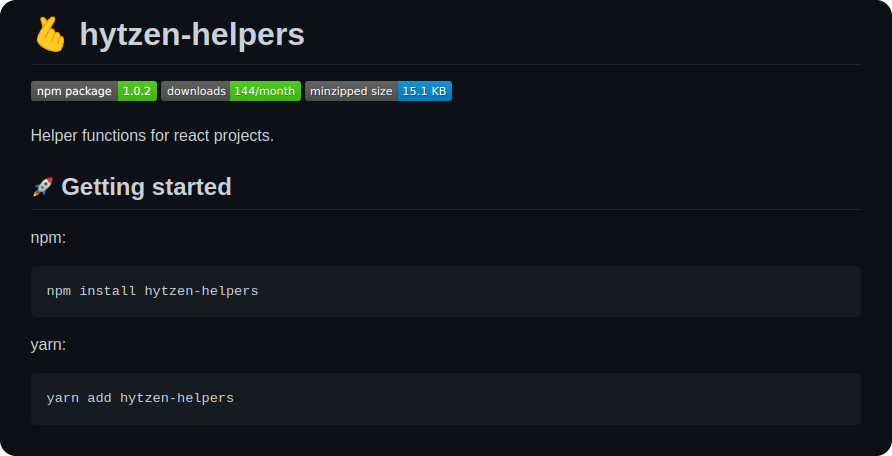 hytzen-helpers
npm package 1.0.2 downloads 144/month minzipped size 15.1 KB
Helper functions for react projects.
Getting started
npm:
npm install hytzen-helpers
yarn:
yarn add hytzen-helpers